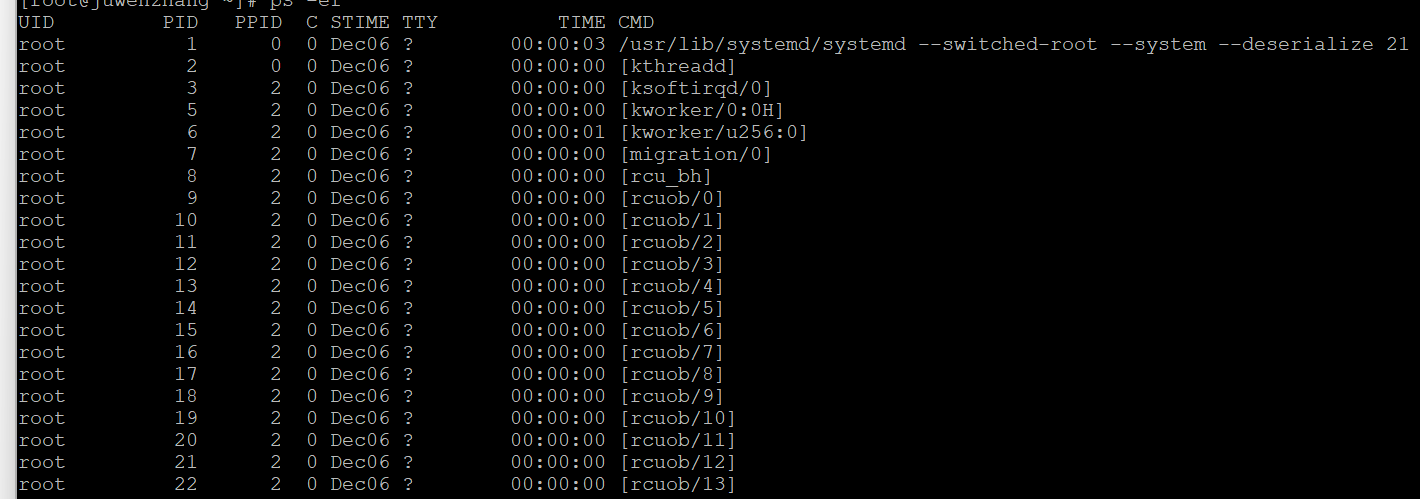 [root@juwenzhang ~]# ps -ef
UID PID PPID C STIME TTY TIME CMD
root 1 0 0 Dec06 ? 00:00:03 /usr/lib/systemd/systemd --switched-root --system --deserialize 21
root 2 0 0 Dec06 ? 00:00:00 [kthreadd]
root 3 2 0 Dec06 ? 00:00:00 [ksoftirqd/0]
root 5 2 0 Dec06 ? 00:00:00 [kworker/0:0H]
root 6 2 0 Dec06 ? 00:00:01 [kworker/u256:0]
root 7 2 0 Dec06 ? 00:00:00 [migration/0]
root 8 2 0 Dec06 ? 00:00:00 [rcu_bh]
root 9 2 0 Dec06 ? 00:00:00 [rcuob/0]
root 10 2 0 Dec06 ? 00:00:00 [rcuob/1]
root 11 2 0 Dec06 ? 00:00:00 [rcuob/2]
root 12 2 0 Dec06 ? 00:00:00 [rcuob/3]
root 13 2 0 Dec06 ? 00:00:00 [rcuob/4]
root 14 2 0 Dec06 ? 00:00:00 [rcuob/5]
root 15 2 0 Dec06 ? 00:00:00 [rcuob/6]
root 16 2 0 Dec06 ? 00:00:00 [rcuob/7]
root 17 2 0 Dec06 ? 00:00:00 [rcuob/8]
root 18 2 0 Dec06 ? 00:00:00 [rcuob/9]
root 19 2 0 Dec06 ? 00:00:00 [rcuob/10]
root 20 2 0 Dec06 ? 00:00:00 [rcuob/11]
root 21 2 0 Dec06 ? 00:00:00 [rcuob/12]
root 22 2 0 Dec06 ? 00:00:00 [rcuob/13]